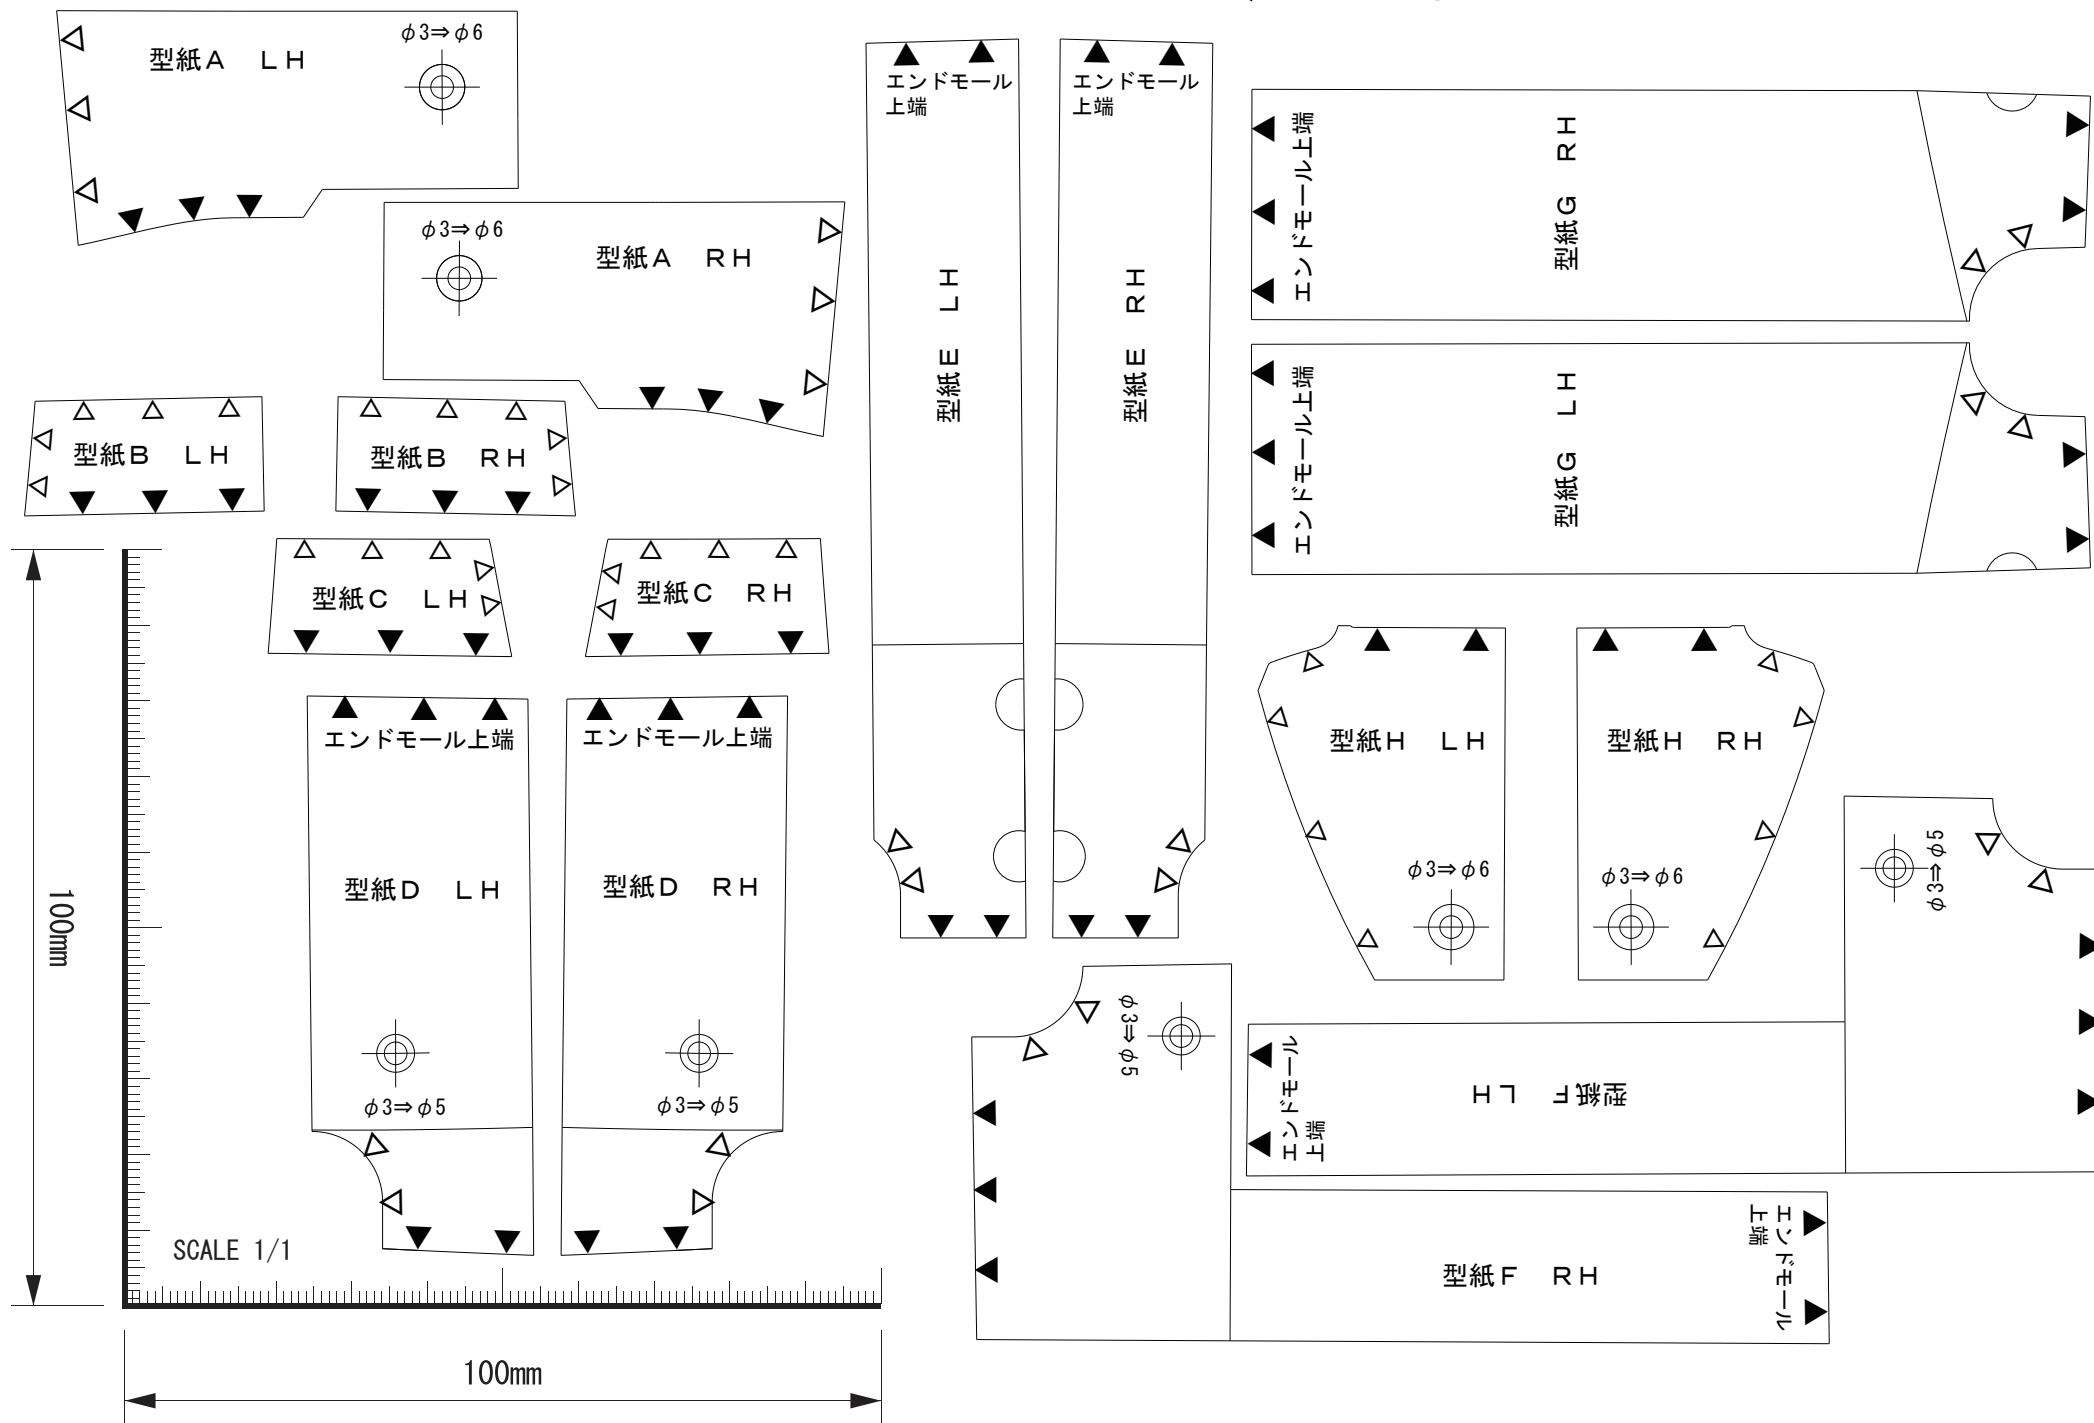 型紙A　LH
φ3⇒φ6
φ3⇒φ6
型紙A　RH
型紙B　LH
型紙B　RH
型紙C　LH
型紙C　RH
エンドモール上端
型紙D　LH
φ3⇒φ5
エンドモール上端
型紙D　RH
φ3⇒φ5
100mm
SCALE 1/1
100mm
エンドモール
上端
型紙E　LH
エンドモール
上端
型紙E　RH
エンドモール上端
型紙G　RH
エンドモール上端
型紙G　LH
型紙H　LH
φ3⇒φ6
型紙H　RH
φ3⇒φ6
φ3⇒φ5
エンドモール
上端
型紙F　LH
φ3⇒φ5
型紙F　RH
エンドモール
上端